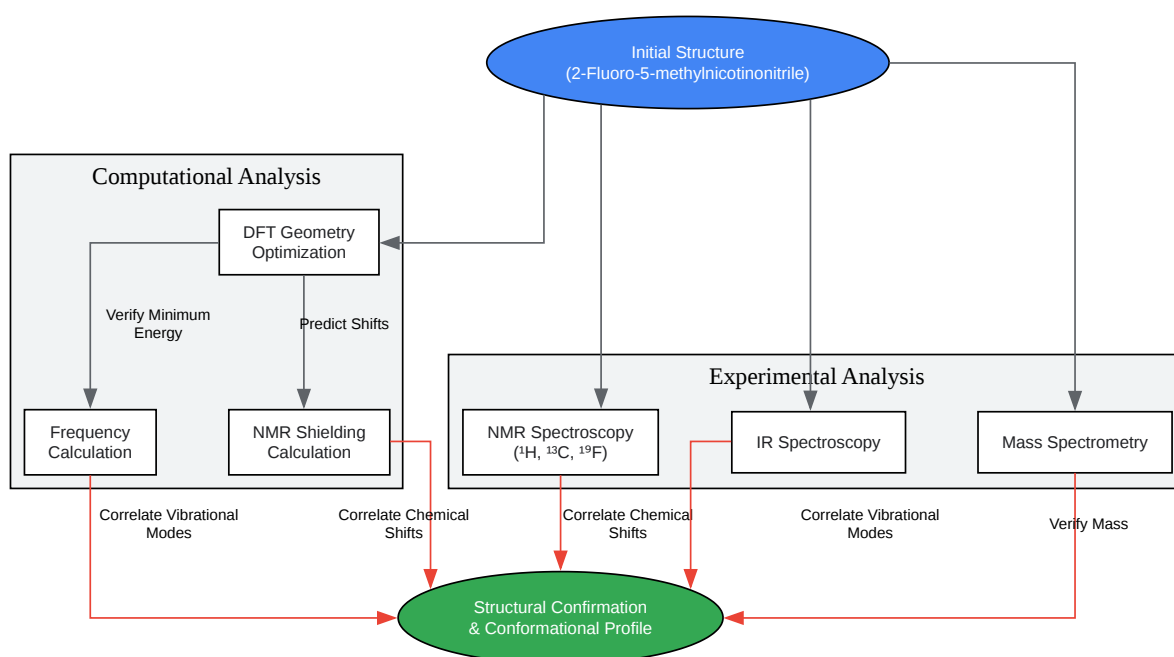 Initial Structure
(2-Fluoro-5-methylnicotinonitrile)
Computational Analysis
DFT Geometry
Optimization
Verify Minimum
Energy
Predict Shifts
Experimental Analysis
Frequency
Calculation
NMR Shielding
Calculation
NMR Spectroscopy
(¹H, ¹³C, ¹⁹F)
IR Spectroscopy
Mass Spectrometry
Correlate Vibrational
Modes
Correlate Chemical
Shifts
Correlate Chemical
Shifts
Correlate Vibrational
Modes
Verify Mass
Structural Confirmation
& Conformational Profile